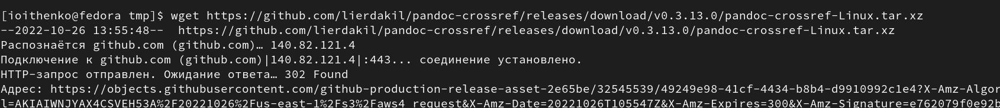 [ioithenko@fedora tmp]$ wget https://github.com/lierdakil/pandoc-crossref/releases/download/v0.3.13.0/pandoc-crossref-Linux.tar.xz
--2022-10-26 13:55:48-- https://github.com/lierdakil/pandoc-crossref/releases/download/v0.3.13.0/pandoc-crossref-Linux.tar.xz
Распознаётся github.com (github.com)… 140.82.121.4
Подключение к github.com (github.com)|140.82.121.4|:443... соединение установлено.
HTTP-запрос отправлен. Ожидание ответа… 302 Found
Адрес: https://objects.githubusercontent.com/github-production-release-asset-2e65be/32545539/49249e98-41cf-4434-b8b4-d9910992c1e4?X-Amz-Algor
l=AKIAIWNJYAX4CSVEH53A%2F20221026%2Fus-east-1%2Fs3%2Faws4_request&X-Amz-Date=20221026T105547Z&X-Amz-Expires=300&X-Amz-Signature=e762079f0e92b